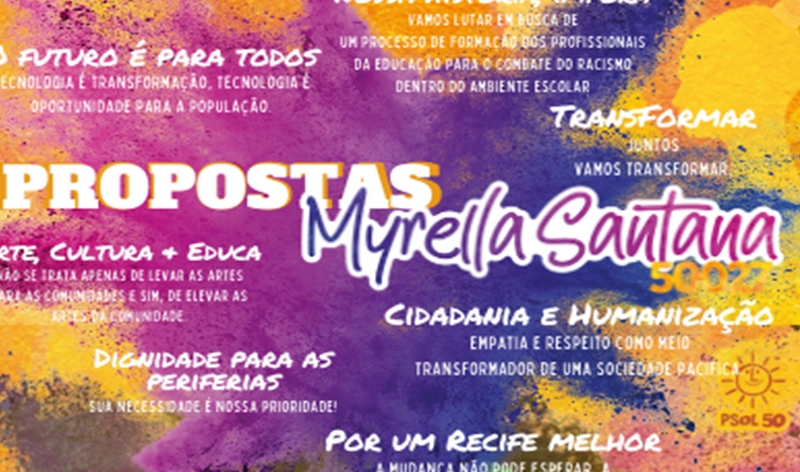 VAMOS LUTAR EM BUSCA DE
UM PROCESSO DE FORMAÇÃO DOS PROFISSIONAIS
DA EDUCAÇÃO PARA O COMBATE DO RACISMO
DENTRO DO AMBIENTE ESCOLAR
O FUTURO É PARA TODOS
TECNOLOGIA É TRANSFORMAÇÃO, TECNOLOGIA É
OPORTUNIDADE PARA A POPULAÇÃO.
TRANSFORMAR
JUNTOS
VAMOS TRANSFORMAR.
PROPOSTAS
Myrella Santana
50027
RTE, CULTURA + EDUCA
NÃO SE TRATA APENAS DE LEVAR AS ARTES
PARA AS COMUNIDADES E SIM, DE ELEVAR AS
ARTES DA COMUNIDADE.
CIDADANIA E HUMANIZAÇÃO
EMPATIA E RESPEITO COMO MEIO
TRANSFORMADOR DE UMA SOCIEDADE PACÍFICA
DIGNIDADE PARA AS
PERIFERIAS
SUA NECESSIDADE É NOSSA PRIORIDADE!
PSOL 50
POR UM RECIFE MELHOR
A MUDANÇA NÃO PODE ESPERAR. A